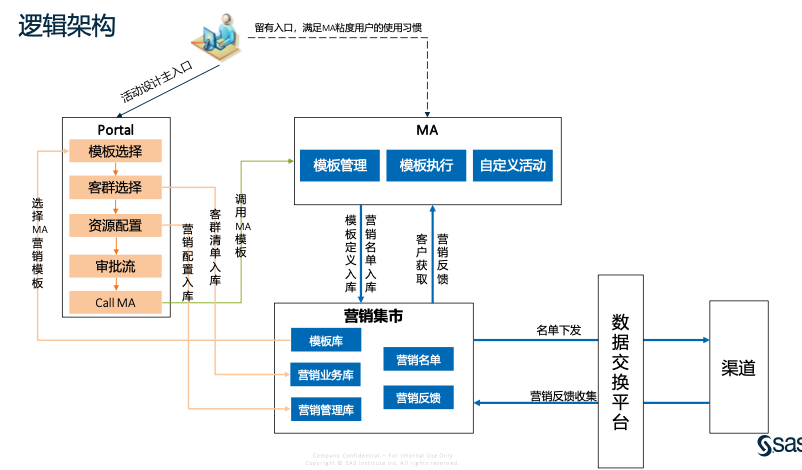 逻辑架构
留有入口，满足MA粘度用户的使用习惯
活动设计主入口
Portal
模板选择
客群选择
资源配置
审批流
Call MA
选择MA营销模板
营销配置入库
客群清单入库
调用MA模板
MA
模板管理
模板执行
自定义活动
模板定义入库
营销名单入库
客户获取
营销反馈
营销集市
模板库
营销业务库
营销管理库
营销名单
营销反馈
名单下发
营销反馈收集
数据交换平台
渠道
Company Confidential – For Internal Use Only
Copyright © SAS Institute Inc. All rights reserved.
sas